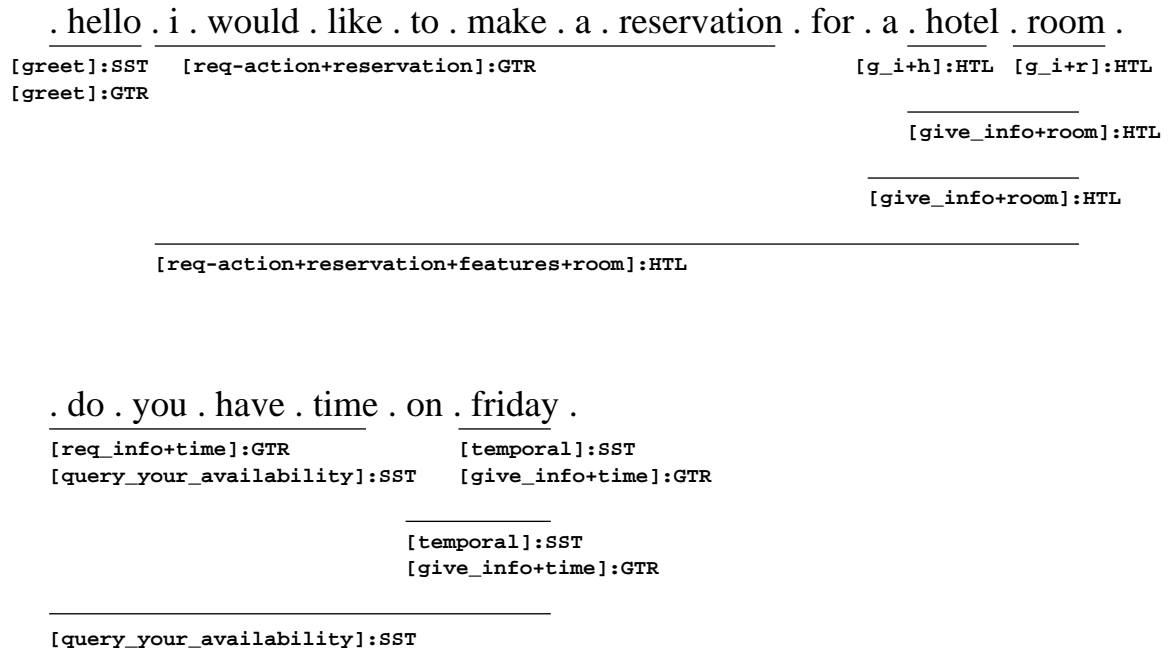 . hello . i . would . like . to . make . a . reservation . for . a . hotel . room .
[greet]:SST [req-action+reservation]:GTR [g_i+h]:HTL [g_i+r]:HTL
[greet]:GTR
[give_info+room]:HTL
[give_info+room]:HTL
[req-action+reservation+features+room]:HTL
. do . you . have . time . on . friday .
[req_info+time]:GTR [temporal]:SST
[query_your_availability]:SST [give_info+time]:GTR
[temporal]:SST
[give_info+time]:GTR
[query_your_availability]:SST